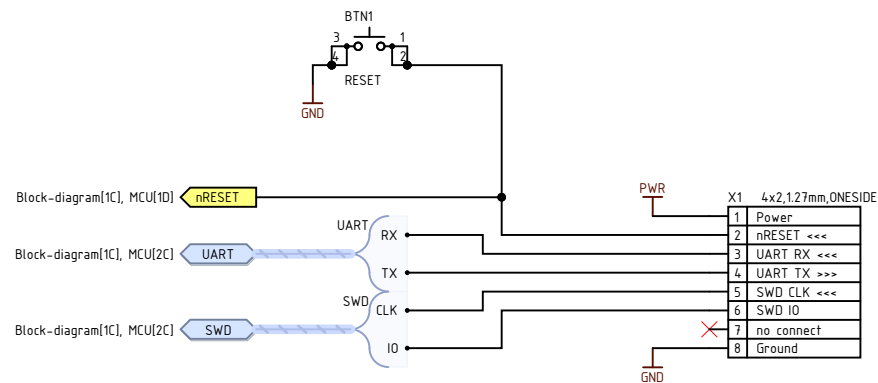 BTN1
3 1
4 2
RESET
GND
Block-diagram[1C], MCU[1D] nRESET
PWR
X1 4x2,1.27mm,ONESIDE
1 Power
2 nRESET <<<
3 UART RX <<<
4 UART TX >>>
5 SWD CLK <<<
6 SWD IO
7 no connect
8 Ground
UART
RX
Block-diagram[1C], MCU[2C] UART
TX
SWD
CLK
Block-diagram[1C], MCU[2C] SWD
IO
GND